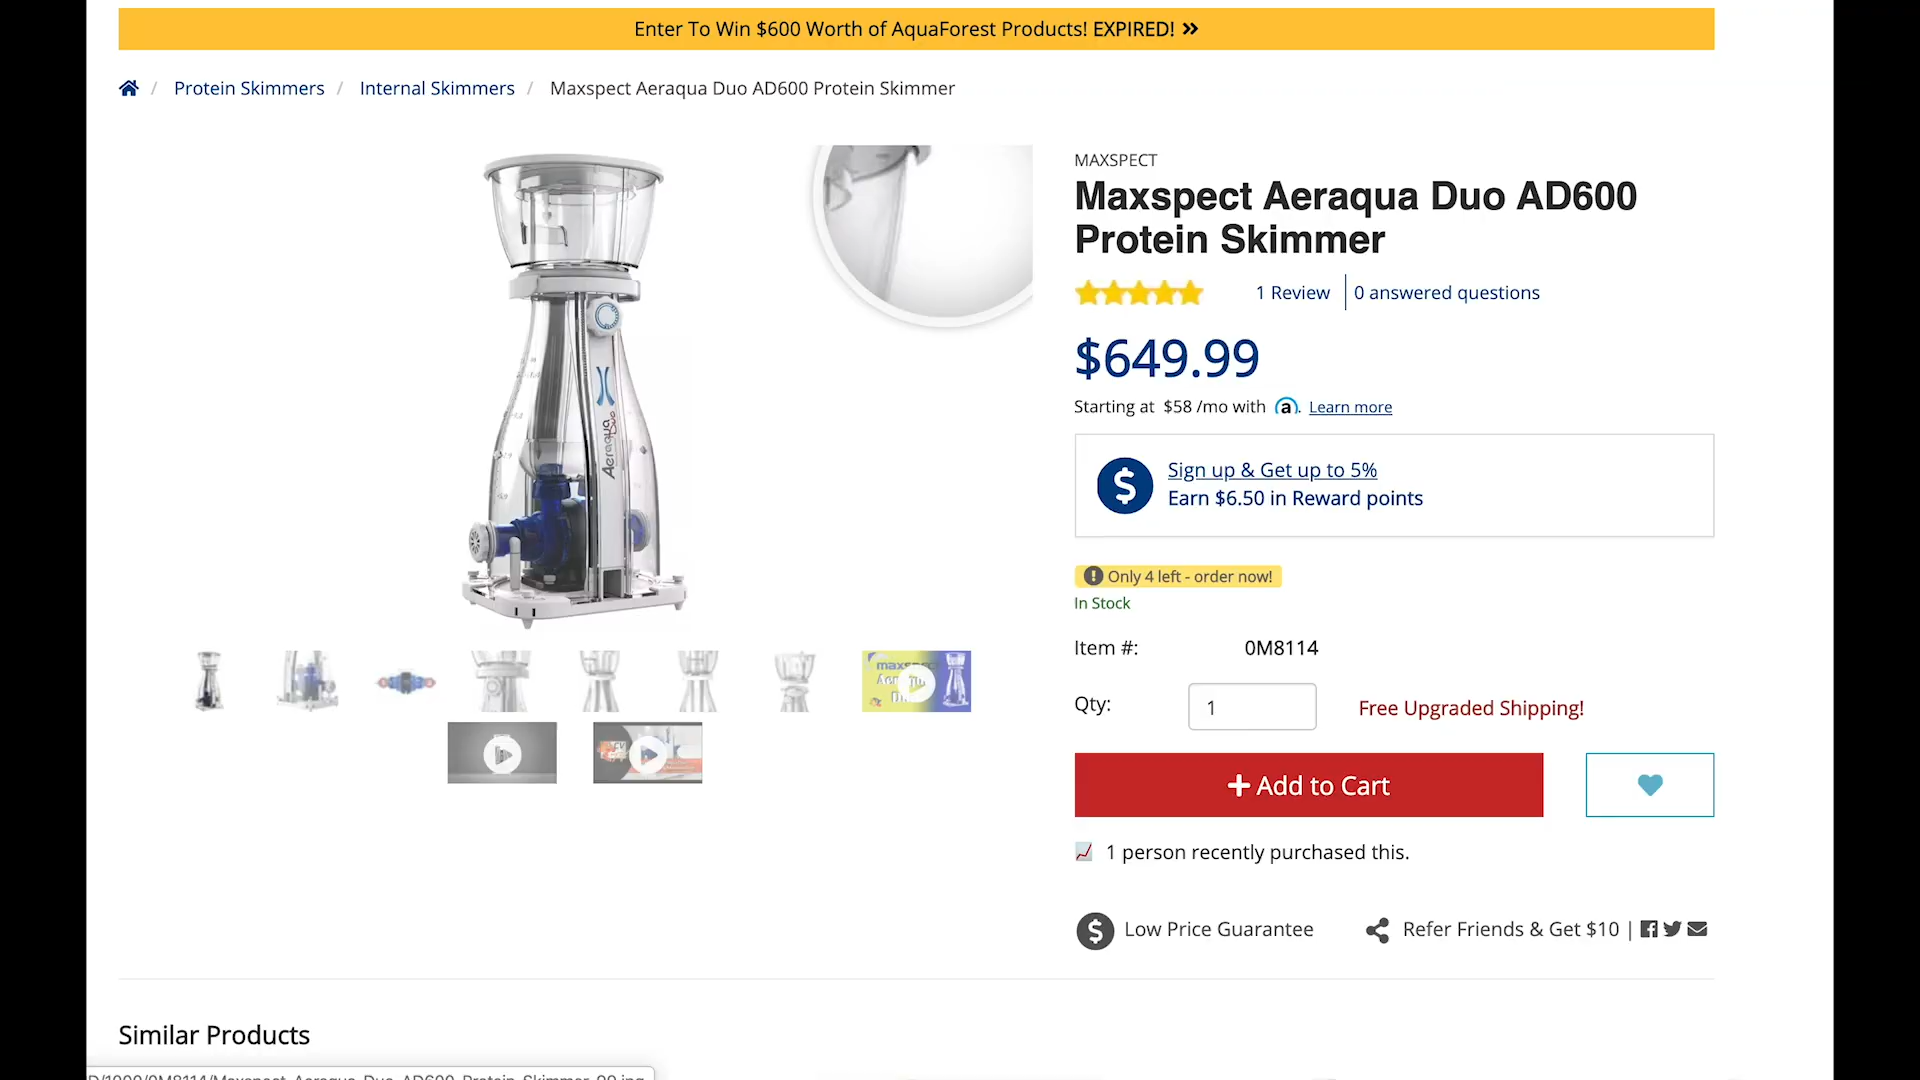 Enter To Win $600 Worth of AquaForest Products! EXPIRED! »
/ Protein Skimmers / Internal Skimmers / Maxspect Aeraqua Duo AD600 Protein Skimmer
MAXSPECT
Maxspect Aeraqua Duo AD600
Protein Skimmer
1 Review | 0 answered questions
$649.99
Starting at $58 /mo with a. Learn more
Sign up & Get up to 5%
Earn $6.50 in Reward points
Only 4 left - order now!
In Stock
Item #: 0M8114
Qty: 1 Free Upgraded Shipping!
+ Add to Cart
1 person recently purchased this.
Low Price Guarantee
Refer Friends & Get $10 |
Aeraqua
Duo
Similar Products